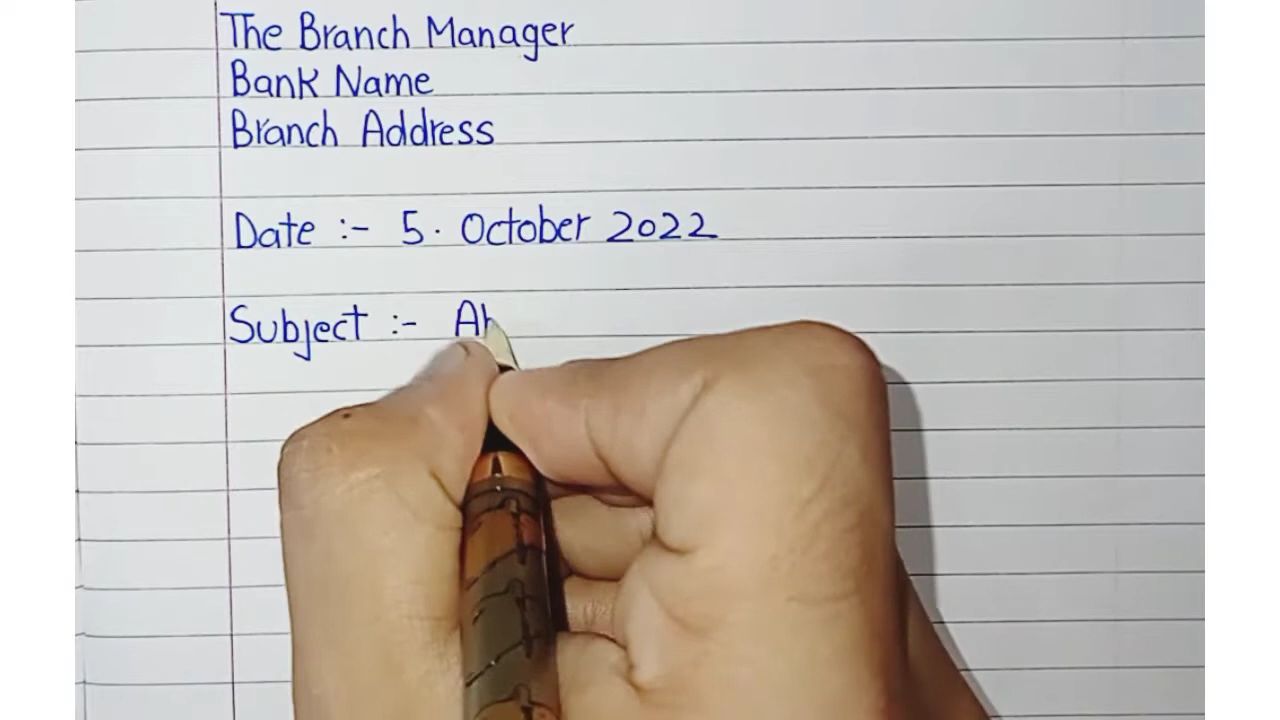 The Branch Manager
Bank Name
Branch Address
Date :- 5. October 2022
Subject :-